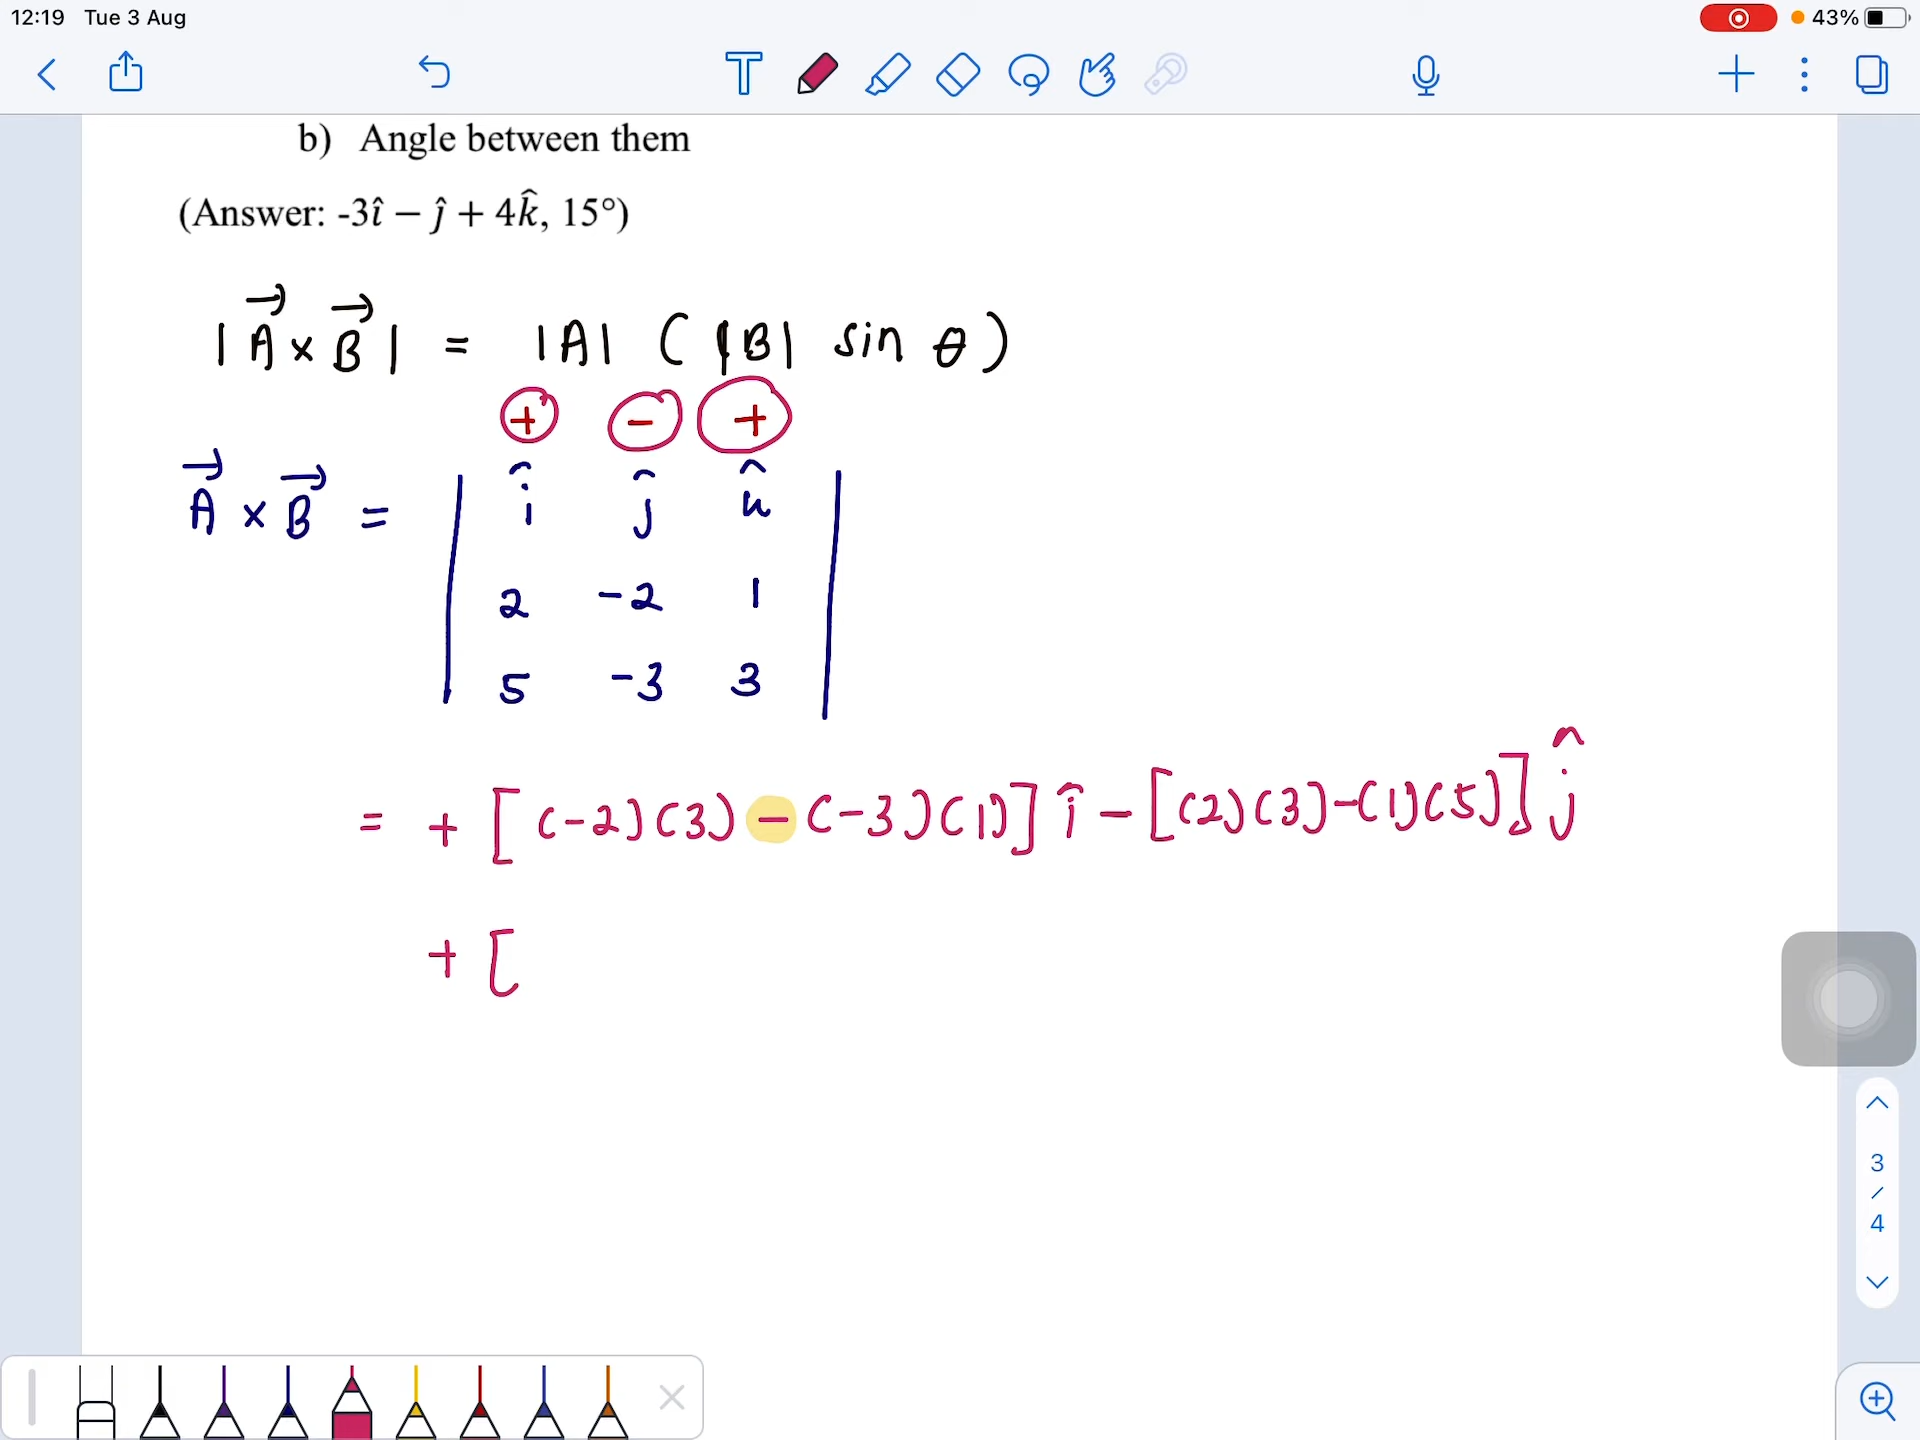 12:19 Tue 3 Aug 43%
T
b) Angle between them
(Answer: -3î − ĵ + 4k̂, 15°)
|A⃗ × B⃗| = |A| (|B| sin θ)
+ − +
A⃗ × B⃗ = | î ĵ k̂ |
2 -2 1
5 -3 3
= + [(-2)(3) − (-3)(1)] î − [(2)(3)-(1)(5)] ĵ
+ [
3
/
4